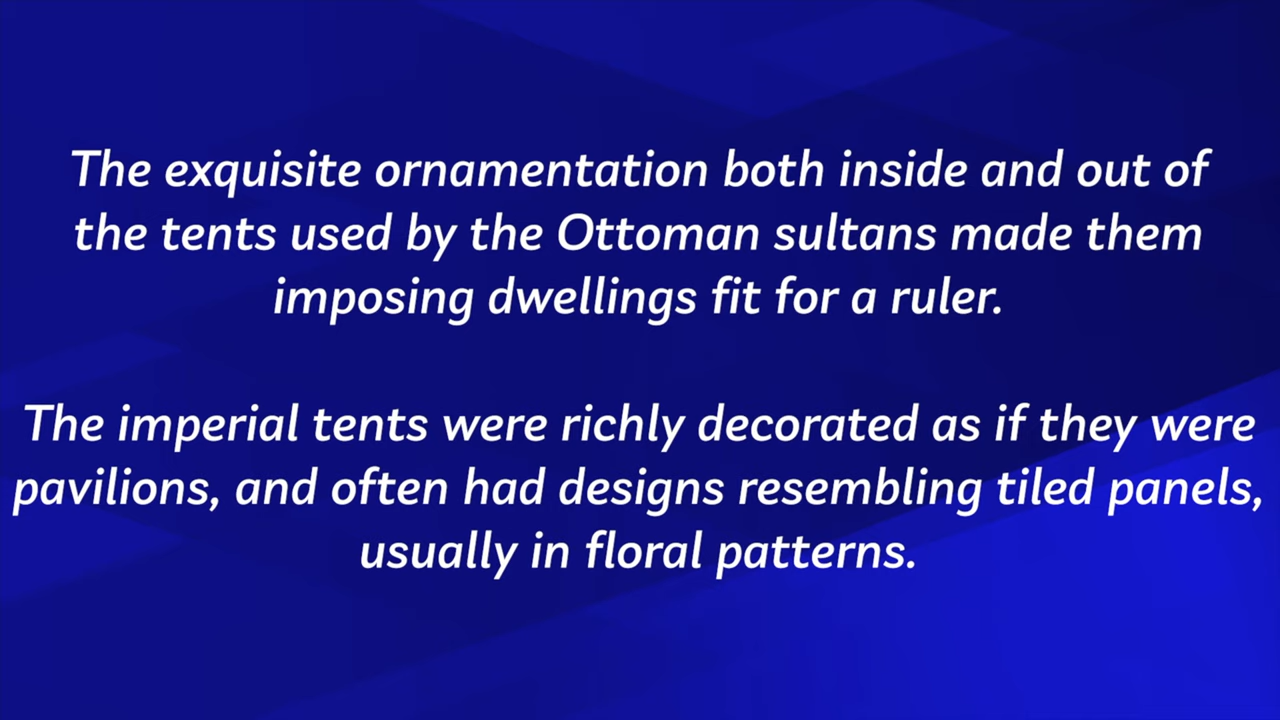 The exquisite ornamentation both inside and out of
the tents used by the Ottoman sultans made them
imposing dwellings fit for a ruler.
The imperial tents were richly decorated as if they were
pavilions, and often had designs resembling tiled panels,
usually in floral patterns.